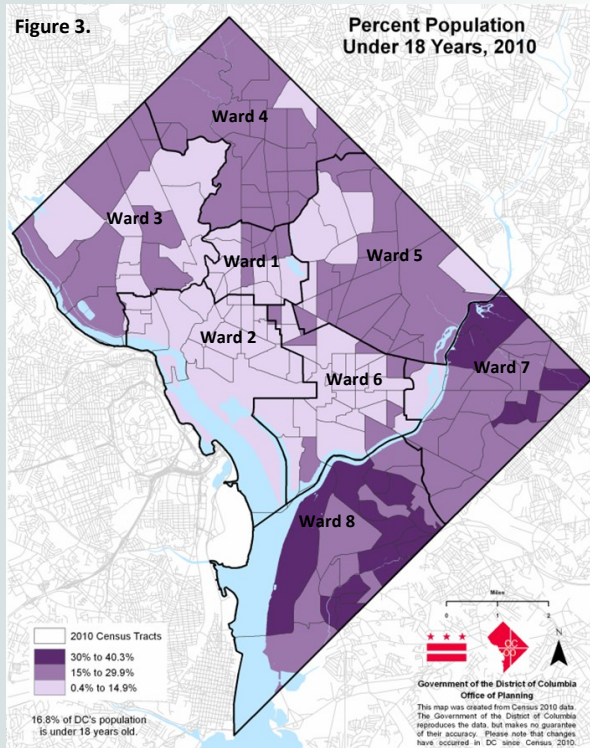 Figure 3.
Percent Population
Under 18 Years, 2010
Ward 4
Ward 3
Ward 1
Ward 5
Ward 2
Ward 6
Ward 7
Ward 8
2010 Census Tracts
30% to 40.3%
15% to 29.9%
0.4% to 14.9%
16.8% of DC's population
is under 18 years old.
Miles
0 1 2
DC
OP
N
Government of the District of Columbia
Office of Planning
This map was created from Census 2010 data.
The Government of the District of Columbia
reproduces the data, but makes no guarantee
of their accuracy. Please note that changes
have occurred in DC since Census 2010.